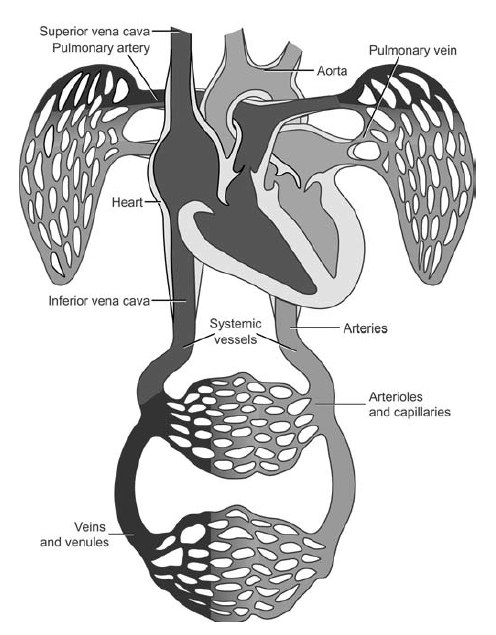 Superior vena cava
Pulmonary artery
Pulmonary vein
Aorta
Heart
Inferior vena cava
Systemic
vessels
Arteries
Arterioles
and capillaries
Veins
and venules